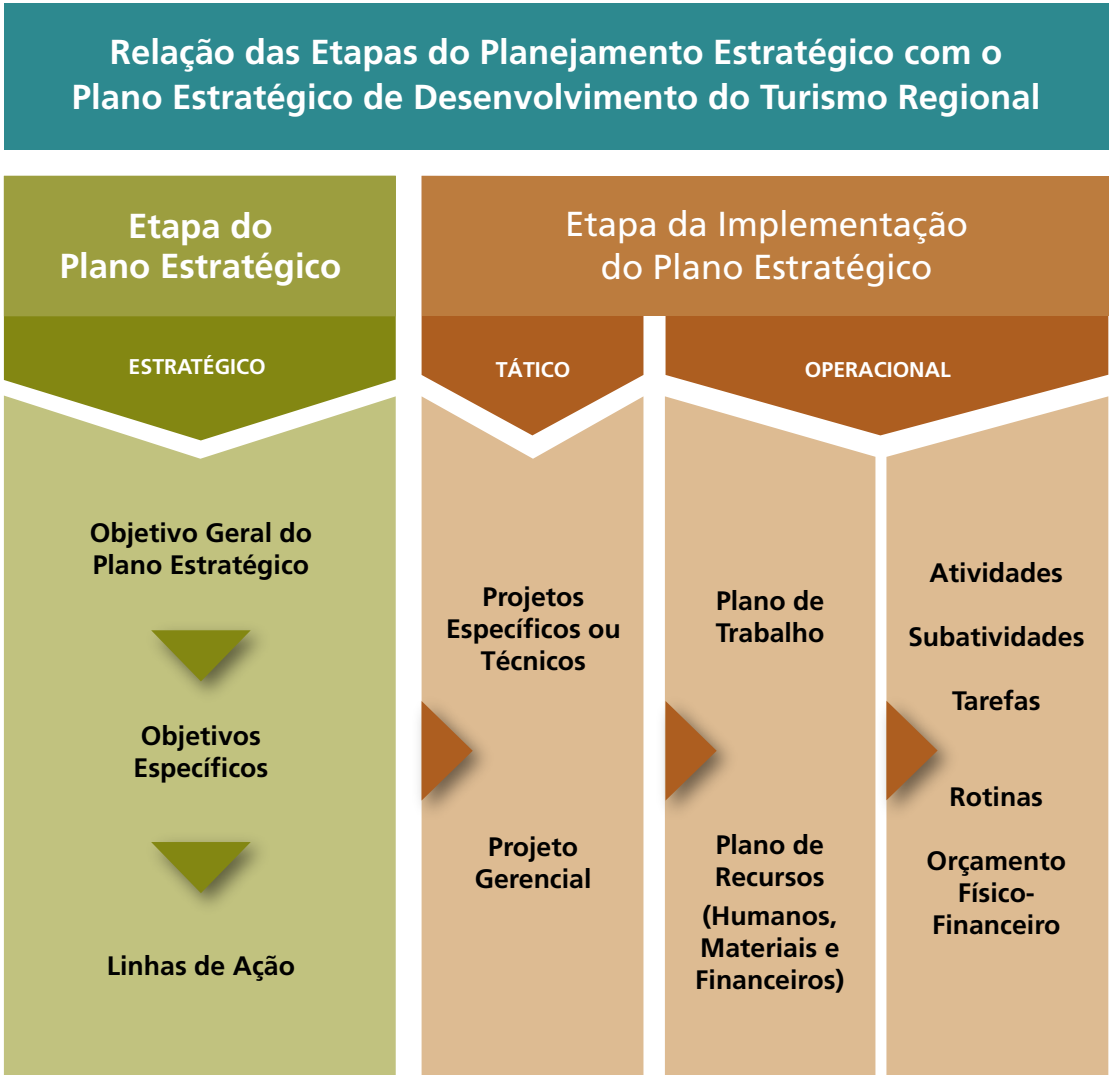 Relação das Etapas do Planejamento Estratégico com o
Plano Estratégico de Desenvolvimento do Turismo Regional
Etapa do
Plano Estratégico
ESTRATÉGICO
Objetivo Geral do
Plano Estratégico
Objetivos
Específicos
Linhas de Ação
Etapa da Implementação
do Plano Estratégico
TÁTICO
Projetos
Específicos ou
Técnicos
Projeto
Gerencial
OPERACIONAL
Plano de
Trabalho
Plano de
Recursos
(Humanos,
Materiais e
Financeiros)
Atividades
Subatividades
Tarefas
Rotinas
Orçamento
Físico-
Financeiro